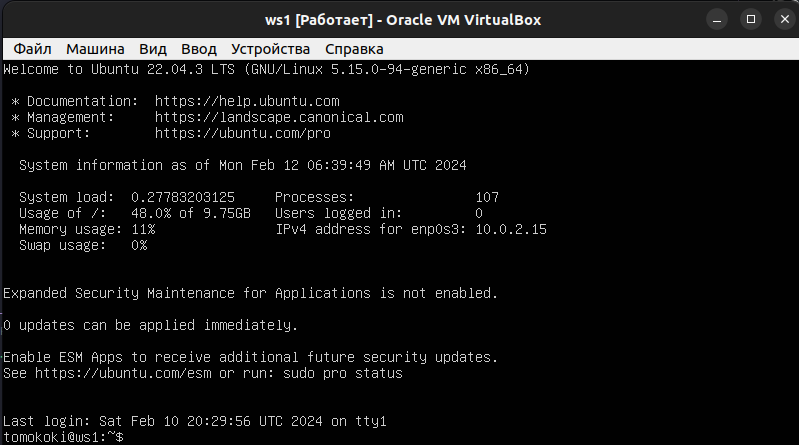 ws1 [Работает] - Oracle VM VirtualBox
Файл Машина Вид Ввод Устройства Справка
Welcome to Ubuntu 22.04.3 LTS (GNU/Linux 5.15.0-94-generic x86_64)
* Documentation: https://help.ubuntu.com
* Management: https://landscape.canonical.com
* Support: https://ubuntu.com/pro
System information as of Mon Feb 12 06:39:49 AM UTC 2024
System load: 0.27783203125 Processes: 107
Usage of /: 48.0% of 9.75GB Users logged in: 0
Memory usage: 11% IPv4 address for enp0s3: 10.0.2.15
Swap usage: 0%
Expanded Security Maintenance for Applications is not enabled.
0 updates can be applied immediately.
Enable ESM Apps to receive additional future security updates.
See https://ubuntu.com/esm or run: sudo pro status
Last login: Sat Feb 10 20:29:56 UTC 2024 on tty1
tomokoki@ws1:~$